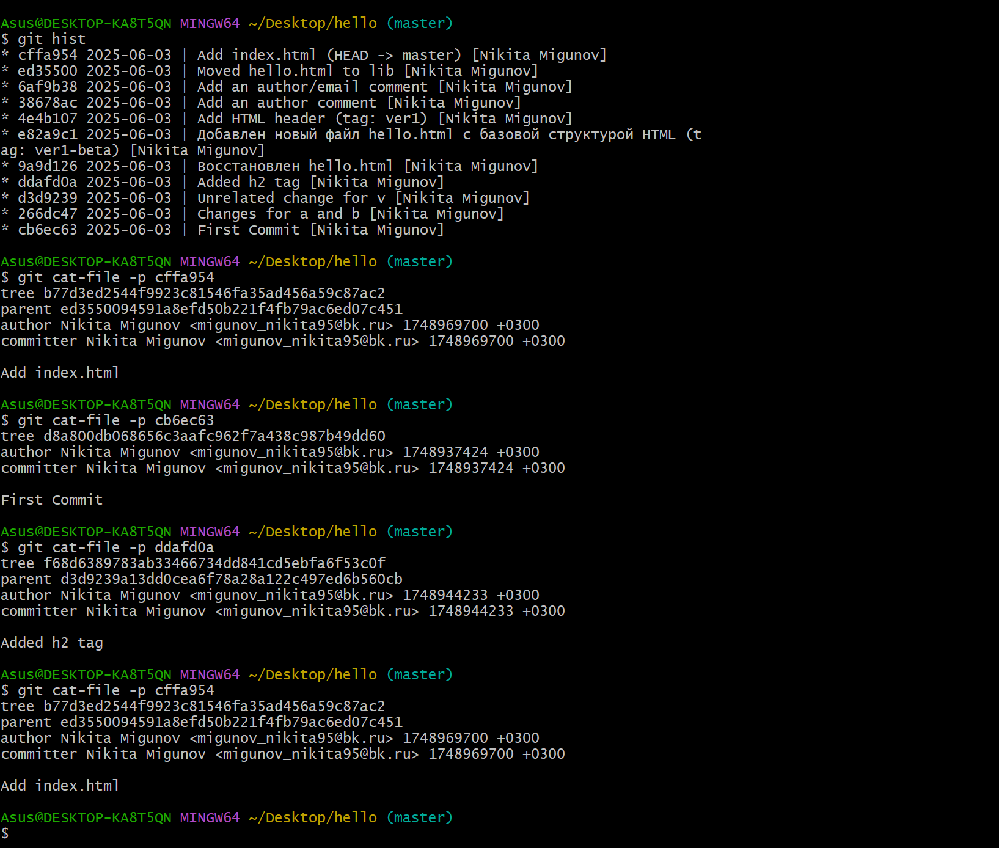 Asus@DESKTOP-KA8T5QN MINGW64 ~/Desktop/hello (master)
$ git hist
* cffa954 2025-06-03 | Add index.html (HEAD -> master) [Nikita Migunov]
* ed35500 2025-06-03 | Moved hello.html to lib [Nikita Migunov]
* 6af9b38 2025-06-03 | Add an author/email comment [Nikita Migunov]
* 38678ac 2025-06-03 | Add an author comment [Nikita Migunov]
* 4e4b107 2025-06-03 | Add HTML header (tag: ver1) [Nikita Migunov]
* e82a9c1 2025-06-03 | Добавлен новый файл hello.html с базовой структурой HTML (t
ag: ver1-beta) [Nikita Migunov]
* 9a9d126 2025-06-03 | Восстановлен hello.html [Nikita Migunov]
* ddafd0a 2025-06-03 | Added h2 tag [Nikita Migunov]
* d3d9239 2025-06-03 | Unrelated change for v [Nikita Migunov]
* 266dc47 2025-06-03 | Changes for a and b [Nikita Migunov]
* cb6ec63 2025-06-03 | First Commit [Nikita Migunov]
Asus@DESKTOP-KA8T5QN MINGW64 ~/Desktop/hello (master)
$ git cat-file -p cffa954
tree b77d3ed2544f9923c81546fa35ad456a59c87ac2
parent ed3550094591a8efd50b221f4fb79ac6ed07c451
author Nikita Migunov <migunov_nikita95@bk.ru> 1748969700 +0300
committer Nikita Migunov <migunov_nikita95@bk.ru> 1748969700 +0300
Add index.html
Asus@DESKTOP-KA8T5QN MINGW64 ~/Desktop/hello (master)
$ git cat-file -p cb6ec63
tree d8a800db068656c3aafc962f7a438c987b49dd60
author Nikita Migunov <migunov_nikita95@bk.ru> 1748937424 +0300
committer Nikita Migunov <migunov_nikita95@bk.ru> 1748937424 +0300
First Commit
Asus@DESKTOP-KA8T5QN MINGW64 ~/Desktop/hello (master)
$ git cat-file -p ddafd0a
tree f68d6389783ab33466734dd841cd5ebfa6f53c0f
parent d3d9239a13dd0cea6f78a28a122c497ed6b560cb
author Nikita Migunov <migunov_nikita95@bk.ru> 1748944233 +0300
committer Nikita Migunov <migunov_nikita95@bk.ru> 1748944233 +0300
Added h2 tag
Asus@DESKTOP-KA8T5QN MINGW64 ~/Desktop/hello (master)
$ git cat-file -p cffa954
tree b77d3ed2544f9923c81546fa35ad456a59c87ac2
parent ed3550094591a8efd50b221f4fb79ac6ed07c451
author Nikita Migunov <migunov_nikita95@bk.ru> 1748969700 +0300
committer Nikita Migunov <migunov_nikita95@bk.ru> 1748969700 +0300
Add index.html
Asus@DESKTOP-KA8T5QN MINGW64 ~/Desktop/hello (master)
$